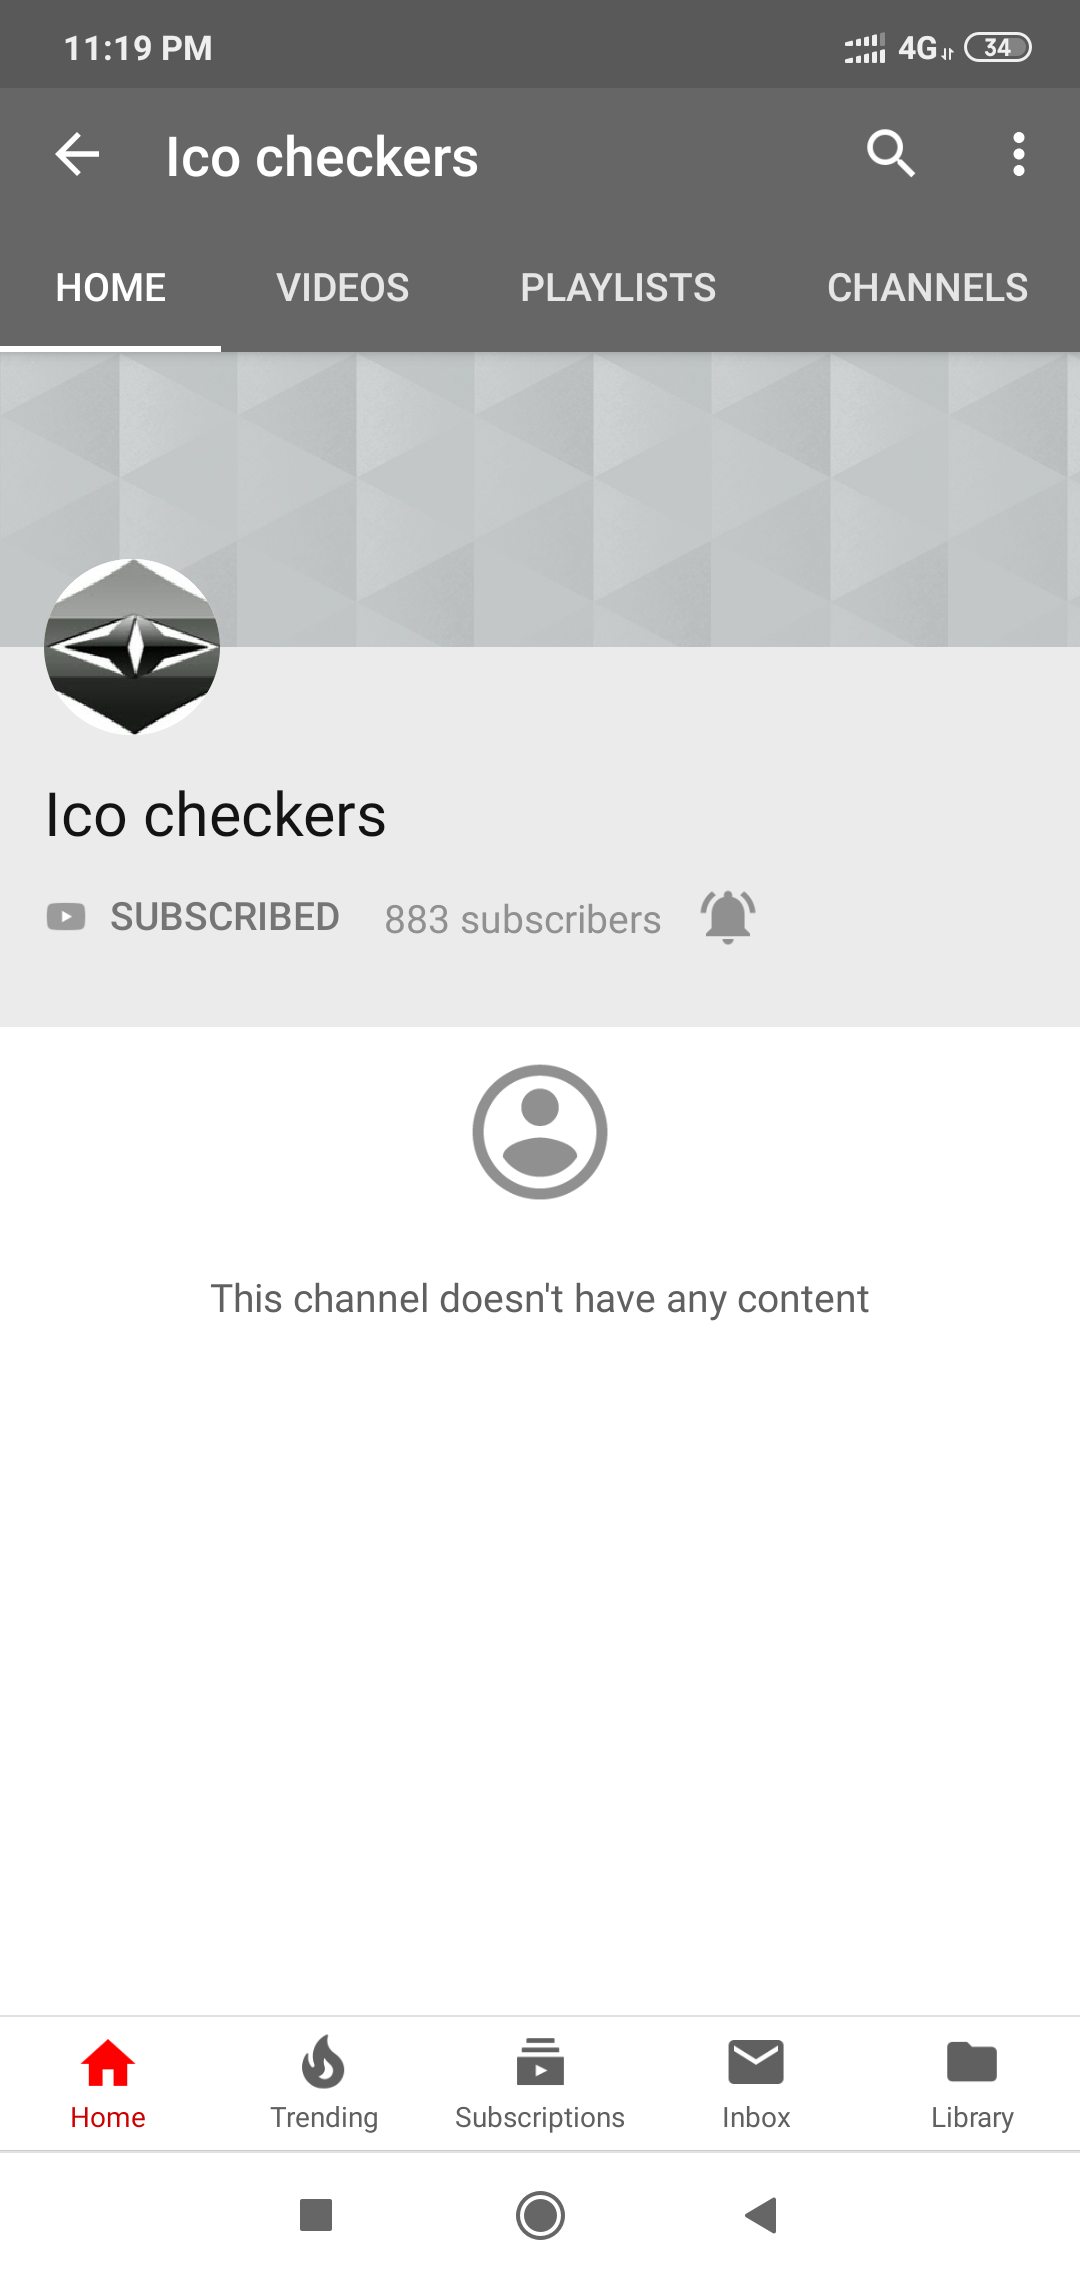 11:19 PM 4G 34
Ico checkers
HOME VIDEOS PLAYLISTS CHANNELS
Ico checkers
SUBSCRIBED 883 subscribers
This channel doesn't have any content
Home Trending Subscriptions Inbox Library